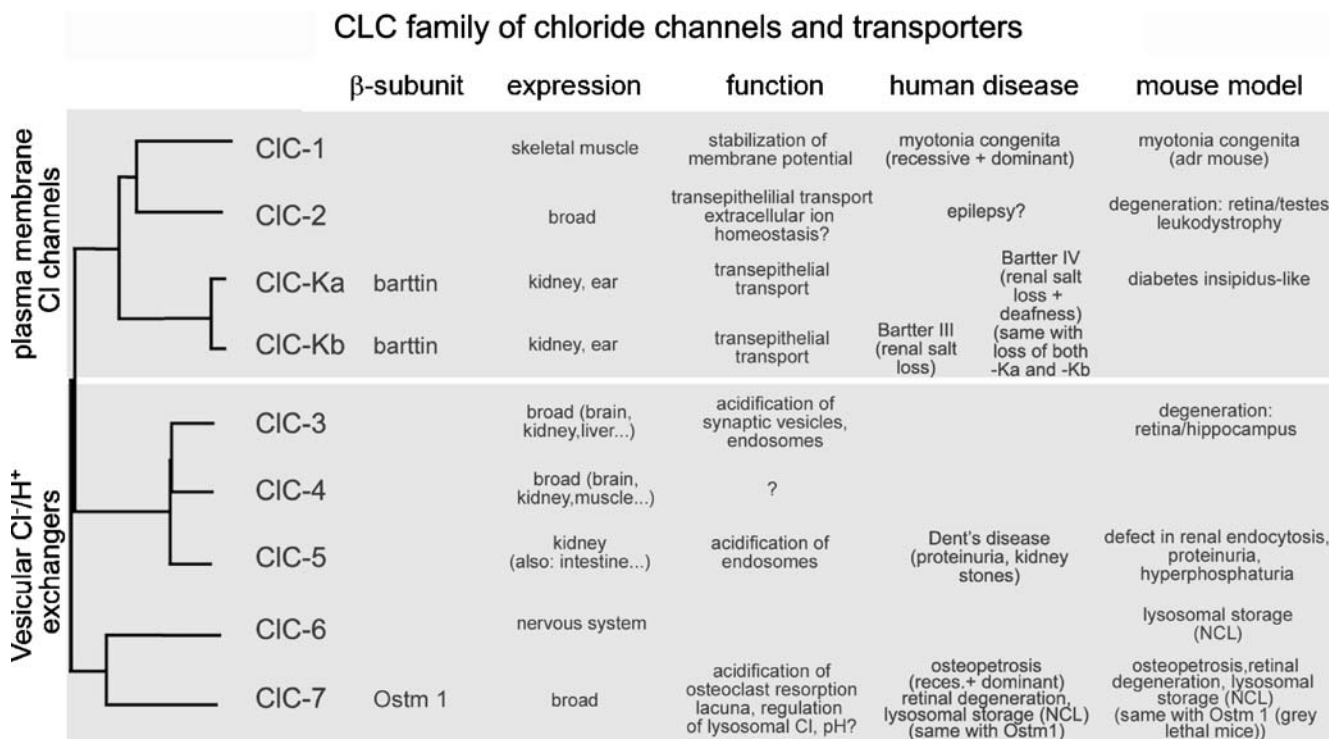 CLC family of chloride channels and transporters
β-subunit expression function human disease mouse model
plasma membrane
Cl channels
ClC-1
skeletal muscle
stabilization of
membrane potential
myotonia congenita
(recessive + dominant)
myotonia congenita
(adr mouse)
ClC-2
broad
transepithelilial transport
extracellular ion
homeostasis?
epilepsy?
degeneration: retina/testes
leukodystrophy
ClC-Ka
barttin
kidney, ear
transepithelial
transport
Bartter IV
(renal salt
loss +
deafness)
(same with
loss of both
-Ka and -Kb
diabetes insipidus-like
ClC-Kb
barttin
kidney, ear
transepithelial
transport
Bartter III
(renal salt
loss)
Vesicular Cl-/H+
exchangers
ClC-3
broad (brain,
kidney,liver...)
acidification of
synaptic vesicles,
endosomes
degeneration:
retina/hippocampus
ClC-4
broad (brain,
kidney,muscle...)
?
ClC-5
kidney
(also: intestine...)
acidification of
endosomes
Dent's disease
(proteinuria, kidney
stones)
defect in renal endocytosis,
proteinuria,
hyperphosphaturia
ClC-6
nervous system
lysosomal storage
(NCL)
ClC-7
Ostm 1
broad
acidification of
osteoclast resorption
lacuna, regulation
of lysosomal Cl, pH?
osteopetrosis
(reces.+ dominant)
retinal degeneration,
lysosomal storage (NCL)
(same with Ostm1)
osteopetrosis,retinal
degeneration, lysosomal
storage (NCL)
(same with Ostm 1 (grey
lethal mice))